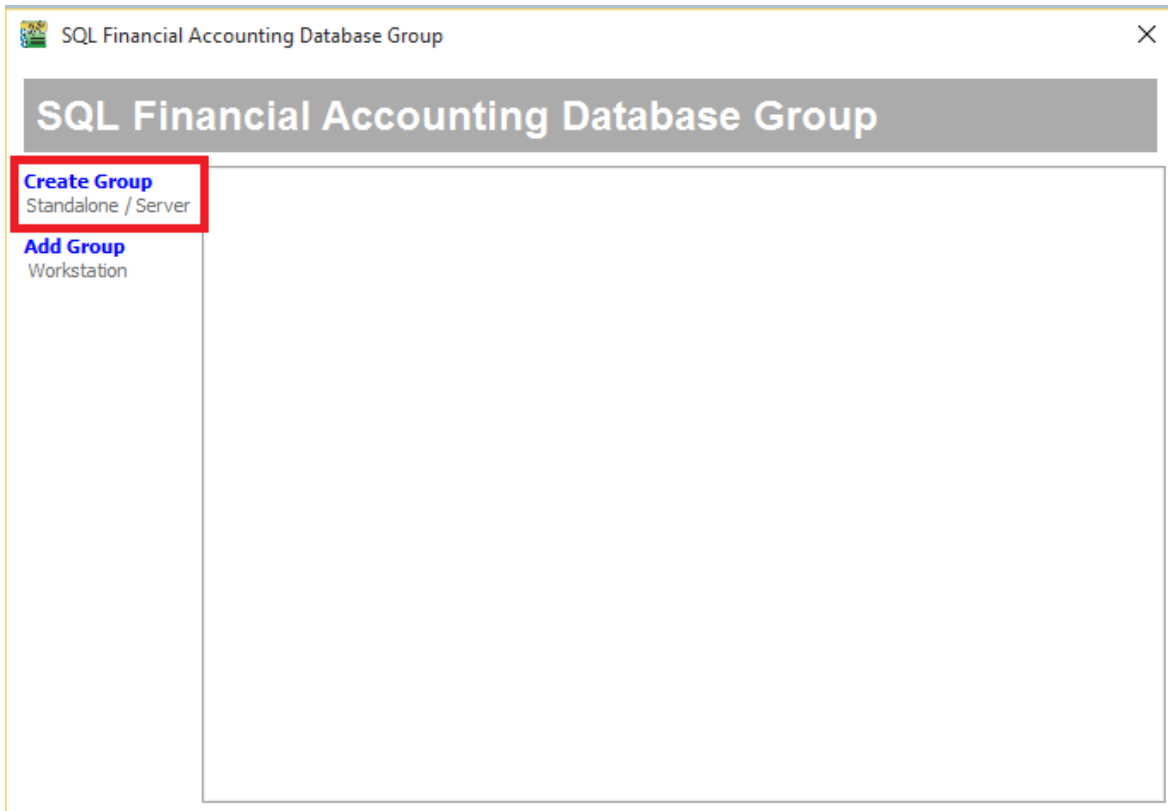 SQL Financial Accounting Database Group
SQL Financial Accounting Database Group
Create Group
Standalone / Server
Add Group
Workstation